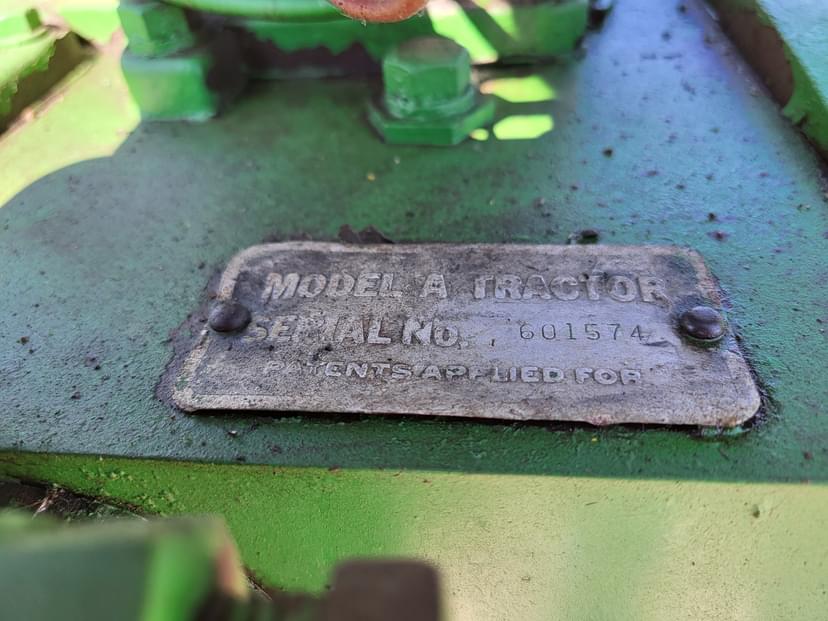 MODEL A TRACTOR
SERIAL NO. 601574
PATENTS APPLIED FOR